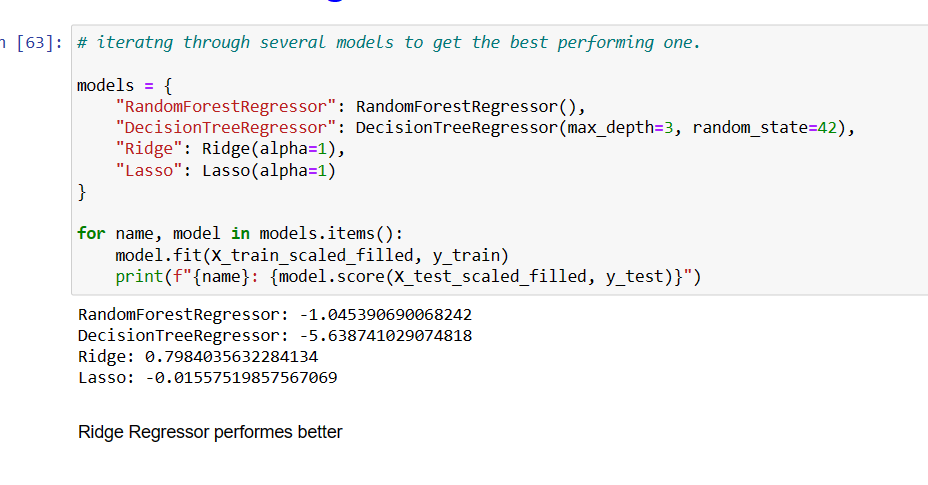 [63]: # iteratng through several models to get the best performing one.
models = {
"RandomForestRegressor": RandomForestRegressor(),
"DecisionTreeRegressor": DecisionTreeRegressor(max_depth=3, random_state=42),
"Ridge": Ridge(alpha=1),
"Lasso": Lasso(alpha=1)
}
for name, model in models.items():
model.fit(X_train_scaled_filled, y_train)
print(f"{name}: {model.score(X_test_scaled_filled, y_test)}")
RandomForestRegressor: -1.045390690068242
DecisionTreeRegressor: -5.638741029074818
Ridge: 0.7984035632284134
Lasso: -0.01557519857567069
Ridge Regressor performes better